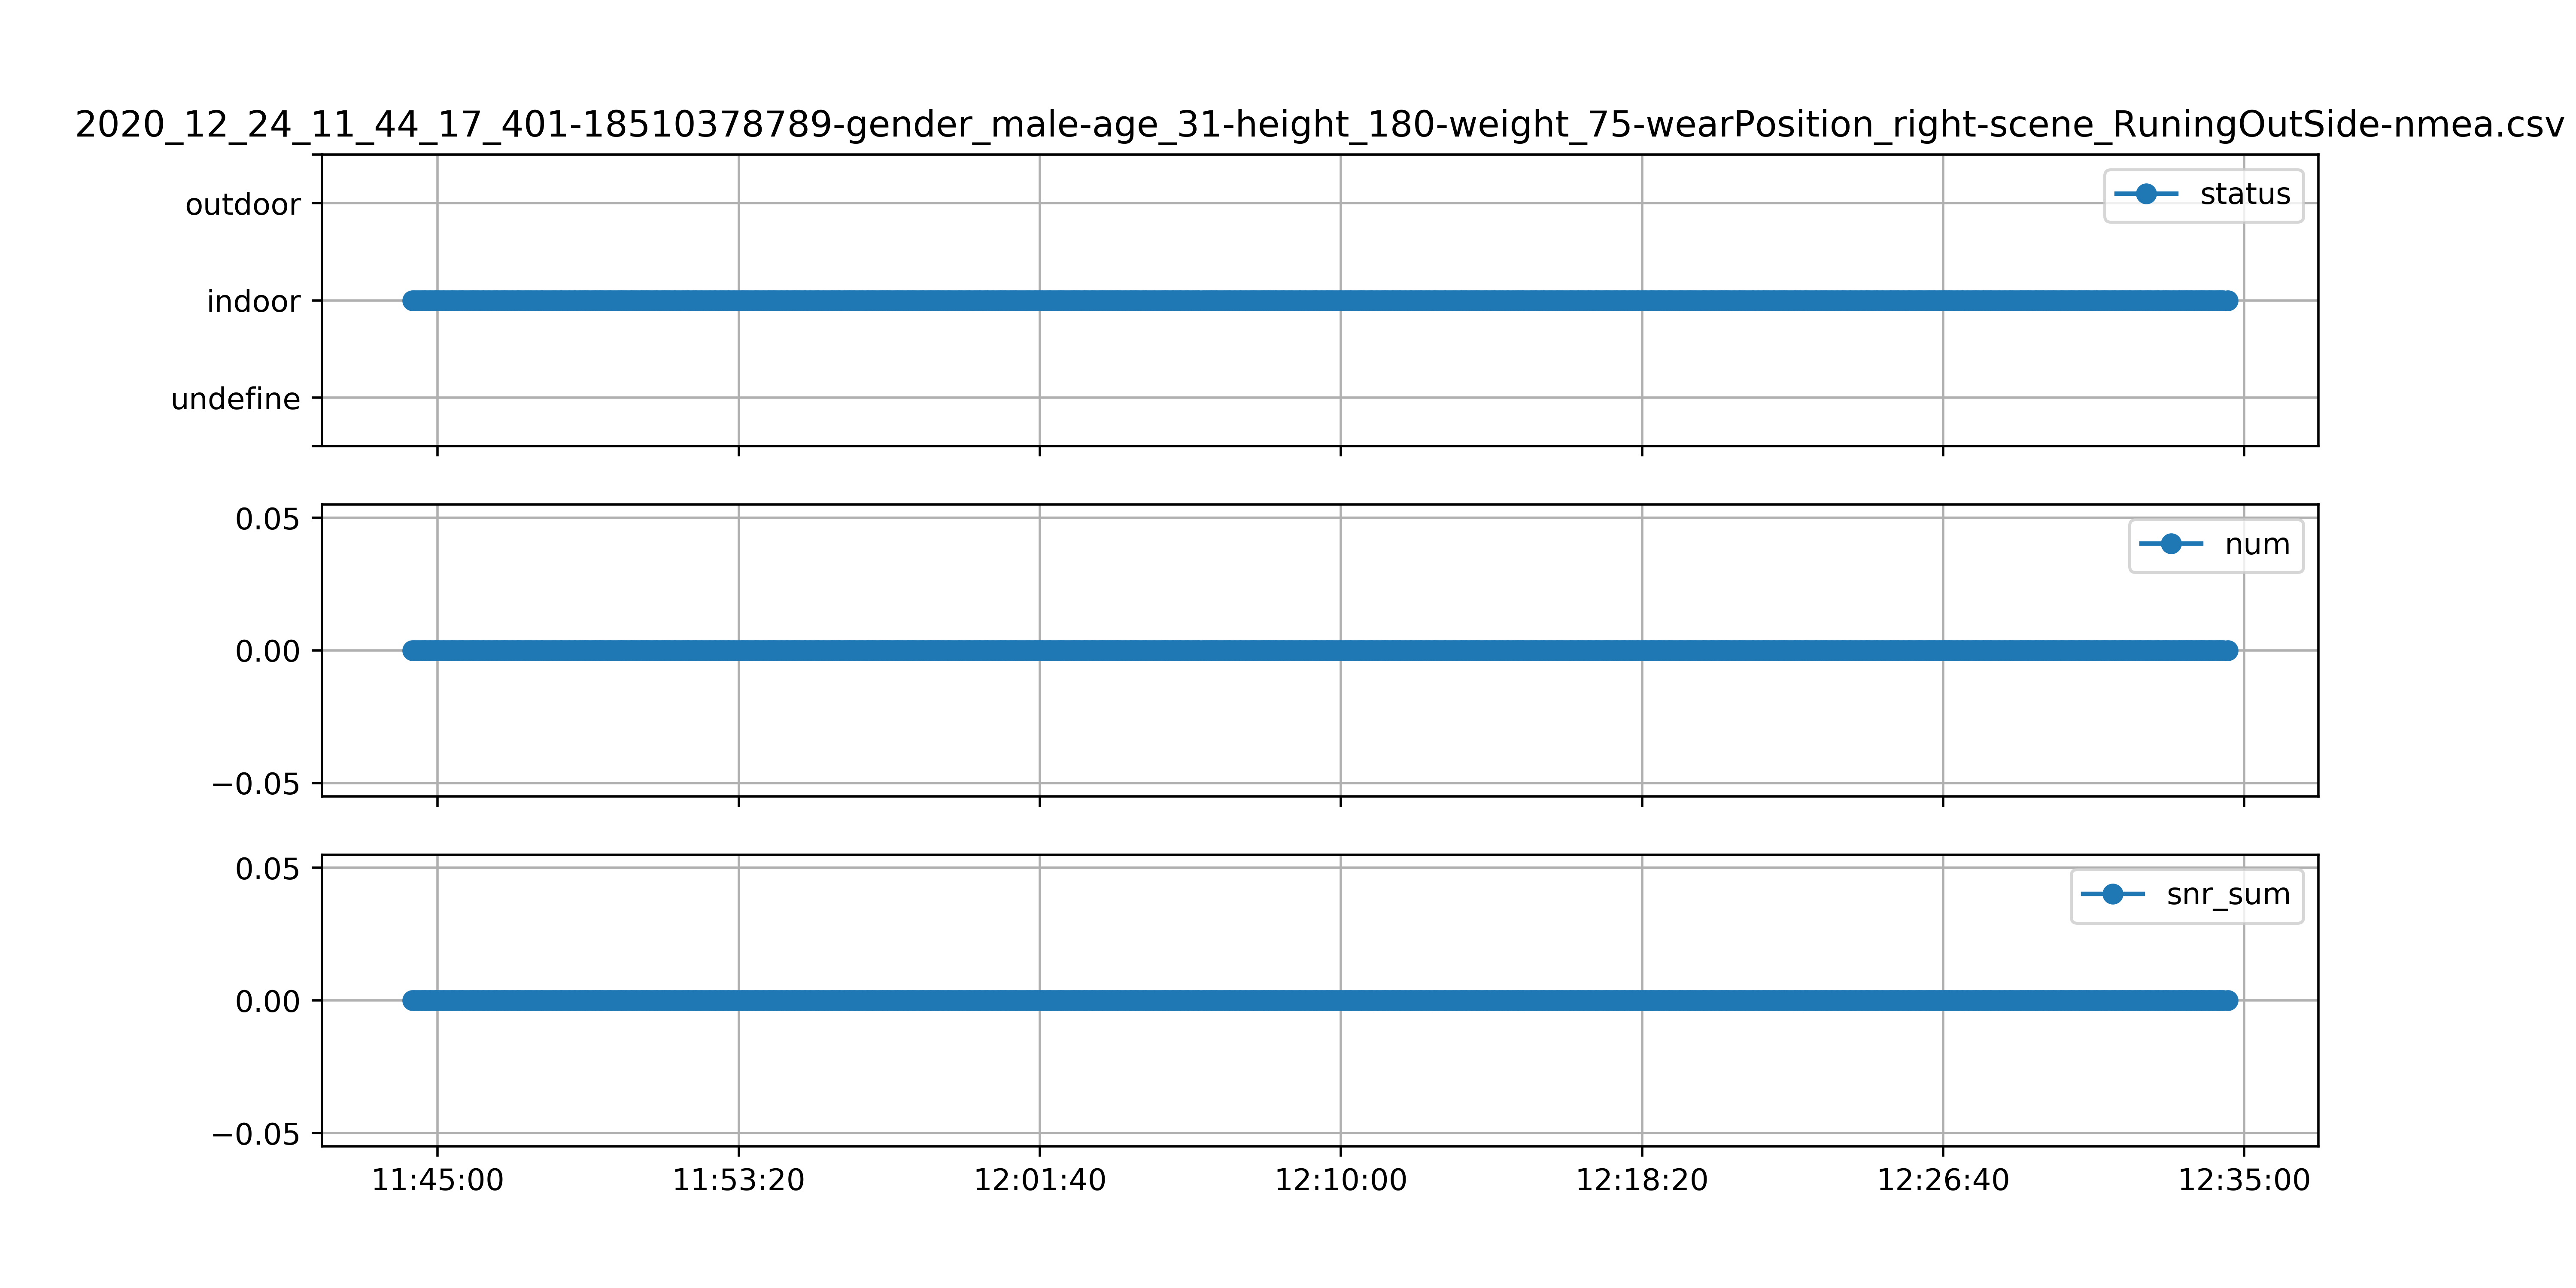 2020_12_24_11_44_17_401-18510378789-gender_male-age_31-height_180-weight_75-wearPosition_right-scene_RuningOutSide-nmea.csv
outdoor
indoor
undefine
status
0.05
0.00
−0.05
num
0.05
0.00
−0.05
snr_sum
11:45:00 11:53:20 12:01:40 12:10:00 12:18:20 12:26:40 12:35:00